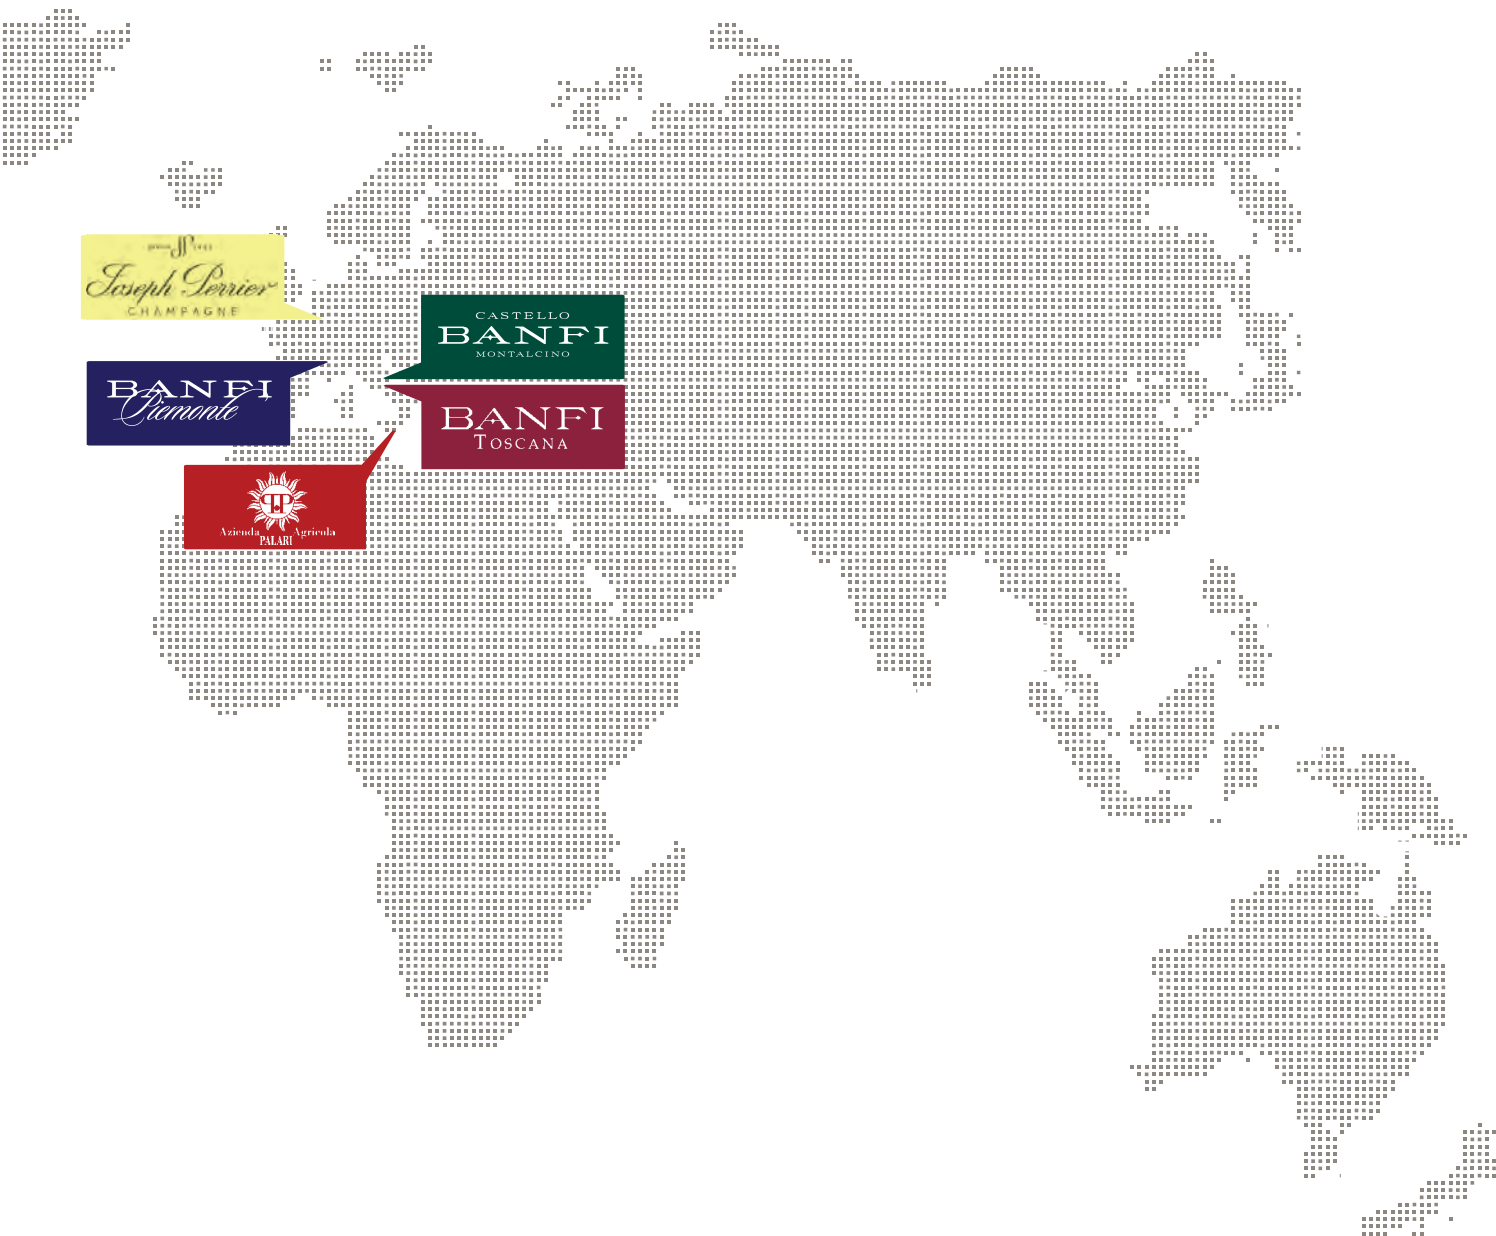 Joseph Perrier
CHAMPAGNE
CASTELLO
BANFI
MONTALCINO
BANFI
Piemonte
BANFI
TOSCANA
Azienda Agricola
PALARI